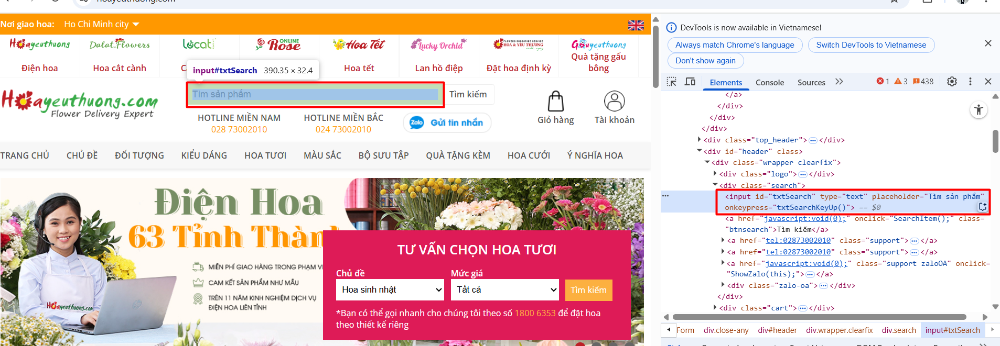 hoayeuthuong.com
Nơi giao hoa: Ho Chi Minh city
Hoayeuthuong
Dalat.Flowers
Locat
ONLINE
ROSE
Hoa Tết
Lucky Orchid
FLOWERS SUBSCRIBE SERVICE
HOA & YÊU THƯƠNG
Gấuyeuthuong
Điện hoa
Hoa cắt cành
Hoa tết
Lan hồ điệp
Đặt hoa định kỳ
Quà tặng gấu
bông
input#txtSearch 390.35 × 32.4
Hoayeuthuong.com
Flower Delivery Expert
Tìm sản phẩm
Tìm kiếm
HOTLINE MIỀN NAM
028 73002010
HOTLINE MIỀN BẮC
024 73002010
Zalo Gửi tin nhắn
Giỏ hàng
Tài khoản
TRANG CHỦ CHỦ ĐỀ ĐỐI TƯỢNG KIỂU DÁNG HOA TƯƠI MÀU SẮC BỘ SƯU TẬP QUÀ TẶNG KÈM HOA CƯỚI Ý NGHĨA HOA
Điện Hoa
63 Tỉnh Thàn
MIỄN PHÍ GIAO HÀNG TRONG PHẠM VI
CAM KẾT SẢN PHẨM NHƯ MẪU
TRÊN 11 NĂM KINH NGHIỆM DỊCH VỤ
ĐIỆN HOA LIÊN TỈNH
Hoayeuthuong.com
TƯ VẤN CHỌN HOA TƯƠI
Chủ đề
Mức giá
Hoa sinh nhật
Tất cả
Tìm kiếm
*Bạn có thể gọi nhanh cho chúng tôi theo số 1800 6353 để đặt hoa
theo thiết kế riêng
DevTools is now available in Vietnamese!
Always match Chrome's language
Switch DevTools to Vietnamese
Don't show again
Elements Console Sources 1 3 438
</a>
</div>
</div>
</div>
<div class="top_header"> </div>
<div id="header" class>
<div class="wrapper clearfix">
<div class="logo"> </div>
<div class="search">
<input id="txtSearch" type="text" placeholder="Tìm sản phẩm"
onkeypress="txtSearchKeyUp()"> == $0
<a href="javascript:void(0);" onclick="SearchItem();" class=
"btnsearch">Tìm kiếm</a>
<a href="tel:02873002010" class="support"> </a>
<a href="tel:02873002010" class="support"> </a>
<a href="javascript:void(0);" class="support zaloOA" onclick=
"ShowZalo(this);"> </a>
<div class="zalo-oa"> </div>
</div>
<div class="cart"> </div>
Form div.close-any div#header div.wrapper.clearfix div.search input#txtSearch